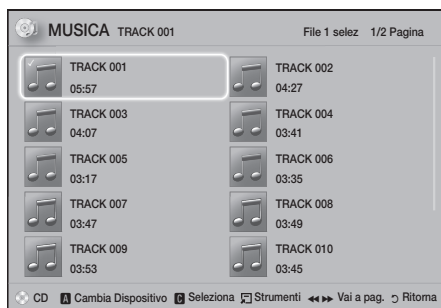 MUSICA TRACK 001 File 1 selez 1/2 Pagina
TRACK 001 TRACK 002
05:57 04:27
TRACK 003 TRACK 004
04:07 03:41
TRACK 005 TRACK 006
03:17 03:35
TRACK 007 TRACK 008
03:47 03:49
TRACK 009 TRACK 010
03:53 03:45
CD A Cambia Dispositivo C Seleziona Strumenti Vai a pag. Ritorna